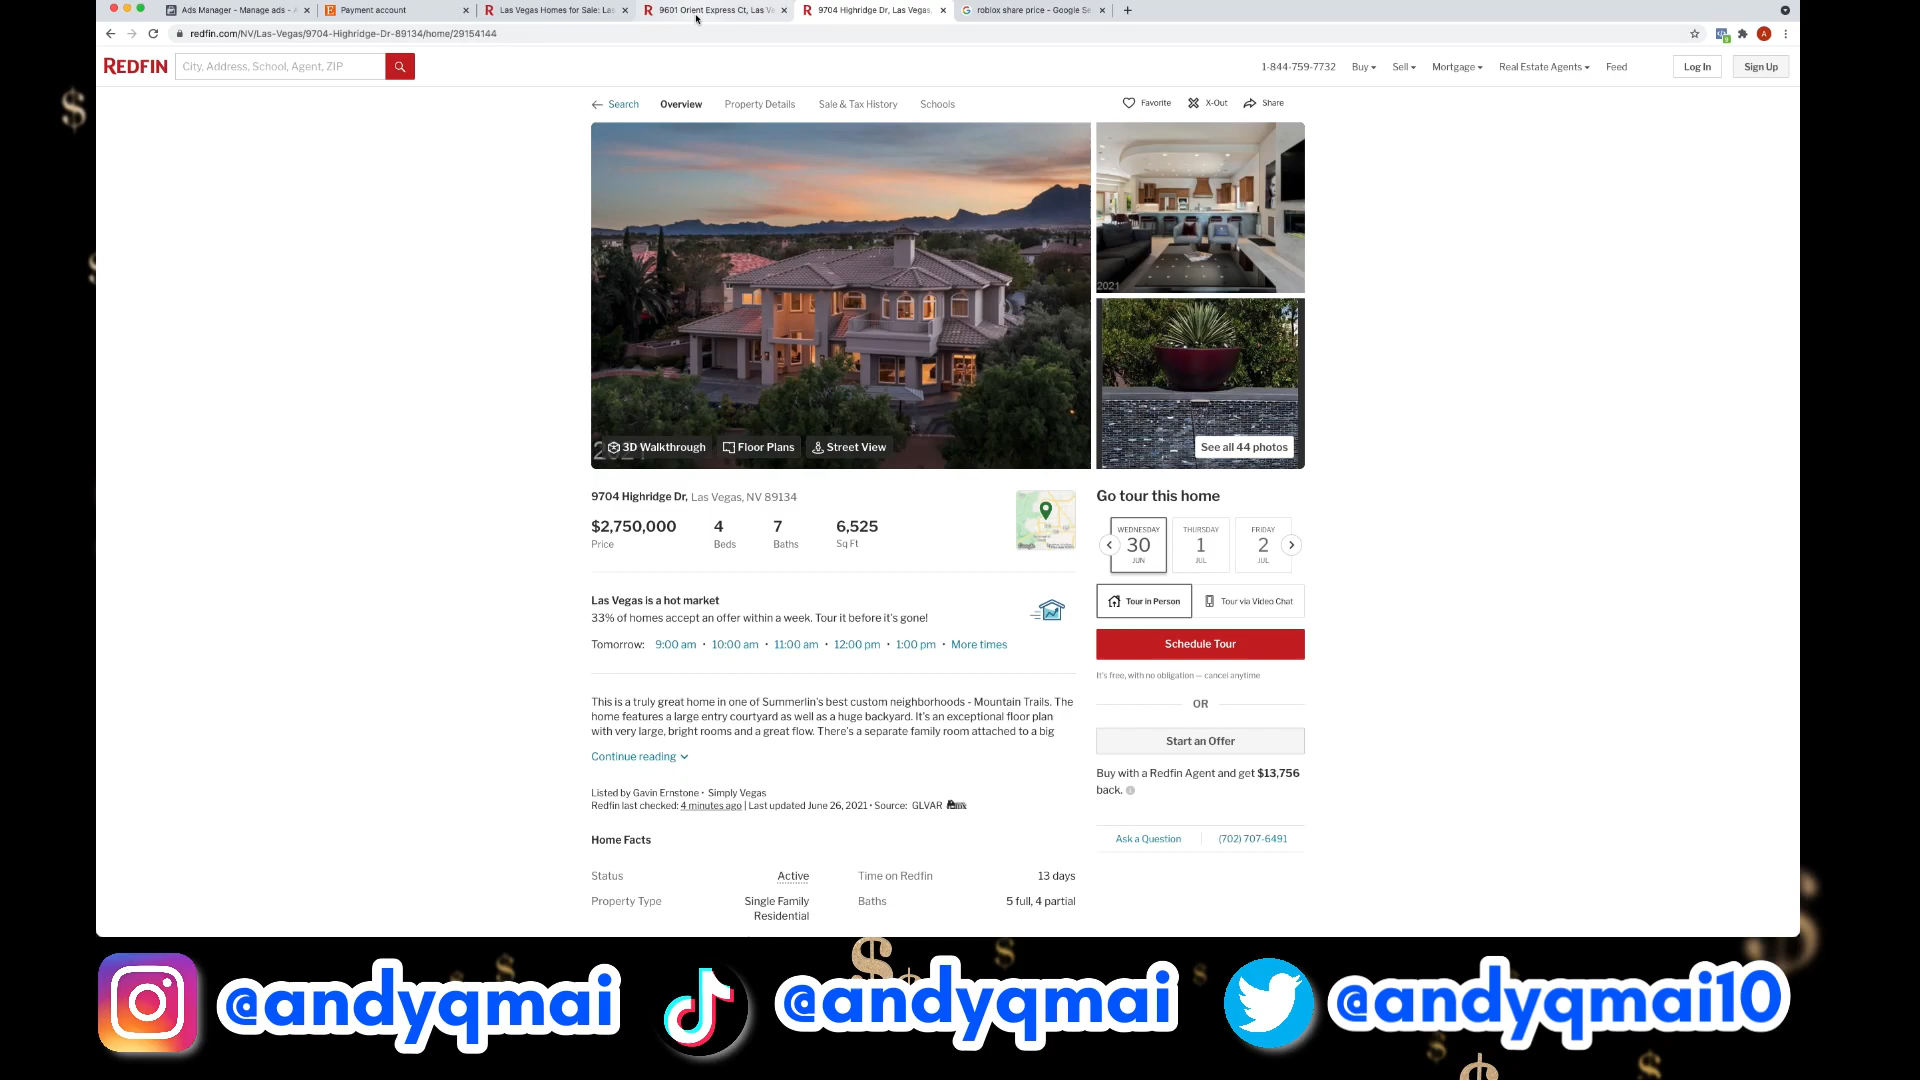 Ads Manager - Manage ads -
Payment account
Las Vegas Homes for Sale: Las
9601 Orient Express Ct, Las Ve
9704 Highridge Dr, Las Vegas,
roblox share price - Google Se
redfin.com/NV/Las-Vegas/9704-Highridge-Dr-89134/home/29154144
A
REDFIN
City, Address, School, Agent, ZIP
1-844-759-7732
Buy
Sell
Mortgage
Real Estate Agents
Feed
Log In
Sign Up
Search
Overview
Property Details
Sale & Tax History
Schools
Favorite
X-Out
Share
2021
3D Walkthrough
Floor Plans
Street View
See all 44 photos
9704 Highridge Dr, Las Vegas, NV 89134
$2,750,000
Price
4
Beds
7
Baths
6,525
Sq Ft
Go tour this home
WEDNESDAY
30
JUN
THURSDAY
1
JUL
FRIDAY
2
JUL
Tour in Person
Tour via Video Chat
Schedule Tour
It's free, with no obligation — cancel anytime
OR
Start an Offer
Buy with a Redfin Agent and get $13,756
back.
Ask a Question
(702) 707-6491
Las Vegas is a hot market
33% of homes accept an offer within a week. Tour it before it's gone!
Tomorrow: 9:00 am • 10:00 am • 11:00 am • 12:00 pm • 1:00 pm • More times
This is a truly great home in one of Summerlin's best custom neighborhoods - Mountain Trails. The
home features a large entry courtyard as well as a huge backyard. It's an exceptional floor plan
with very large, bright rooms and a great flow. There's a separate family room attached to a big
Continue reading
Listed by Gavin Ernstone • Simply Vegas
Redfin last checked: 4 minutes ago | Last updated June 26, 2021 • Source: GLVAR
Home Facts
Status
Active
Time on Redfin
13 days
Property Type
Single Family
Residential
Baths
5 full, 4 partial
@andyqmai
@andyqmai
@andyqmai10